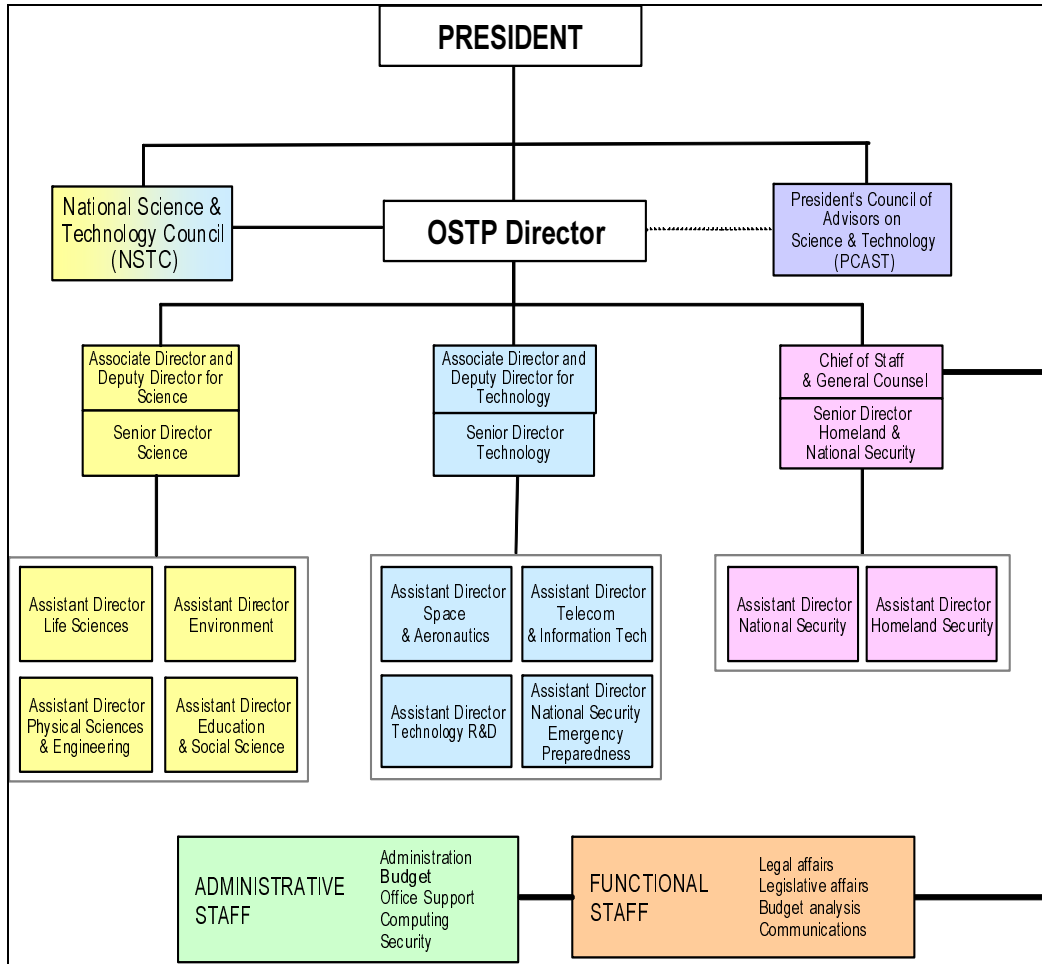 PRESIDENT
National Science &
Technology Council
(NSTC)
OSTP Director
President's Council of
Advisors on
Science & Technology
(PCAST)
Associate Director and
Deputy Director for
Science
Senior Director
Science
Associate Director and
Deputy Director for
Technology
Senior Director
Technology
Chief of Staff
& General Counsel
Senior Director
Homeland &
National Security
Assistant Director
Life Sciences
Assistant Director
Environment
Assistant Director
Physical Sciences
& Engineering
Assistant Director
Education
& Social Science
Assistant Director
Space
& Aeronautics
Assistant Director
Telecom
& Information Tech
Assistant Director
Technology R&D
Assistant Director
National Security
Emergency
Preparedness
Assistant Director
National Security
Assistant Director
Homeland Security
ADMINISTRATIVE
STAFF
Administration
Budget
Office Support
Computing
Security
FUNCTIONAL
STAFF
Legal affairs
Legislative affairs
Budget analysis
Communications